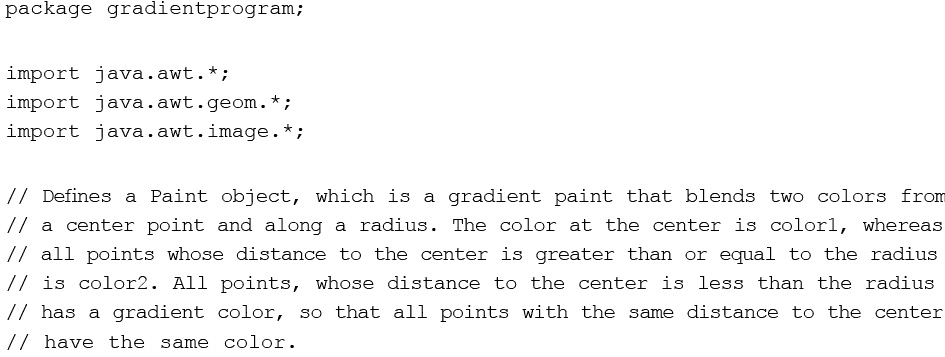 package gradientprogram;
import java.awt.*;
import java.awt.geom.*;
import java.awt.image.*;
// Defines a Paint object, which is a gradient paint that blends two colors from
// a center point and along a radius. The color at the center is color1, whereas
// all points whose distance to the center is greater than or equal to the radius
// is color2. All points, whose distance to the center is less than the radius
// has a gradient color, so that all points with the same distance to the center
// have the same color.